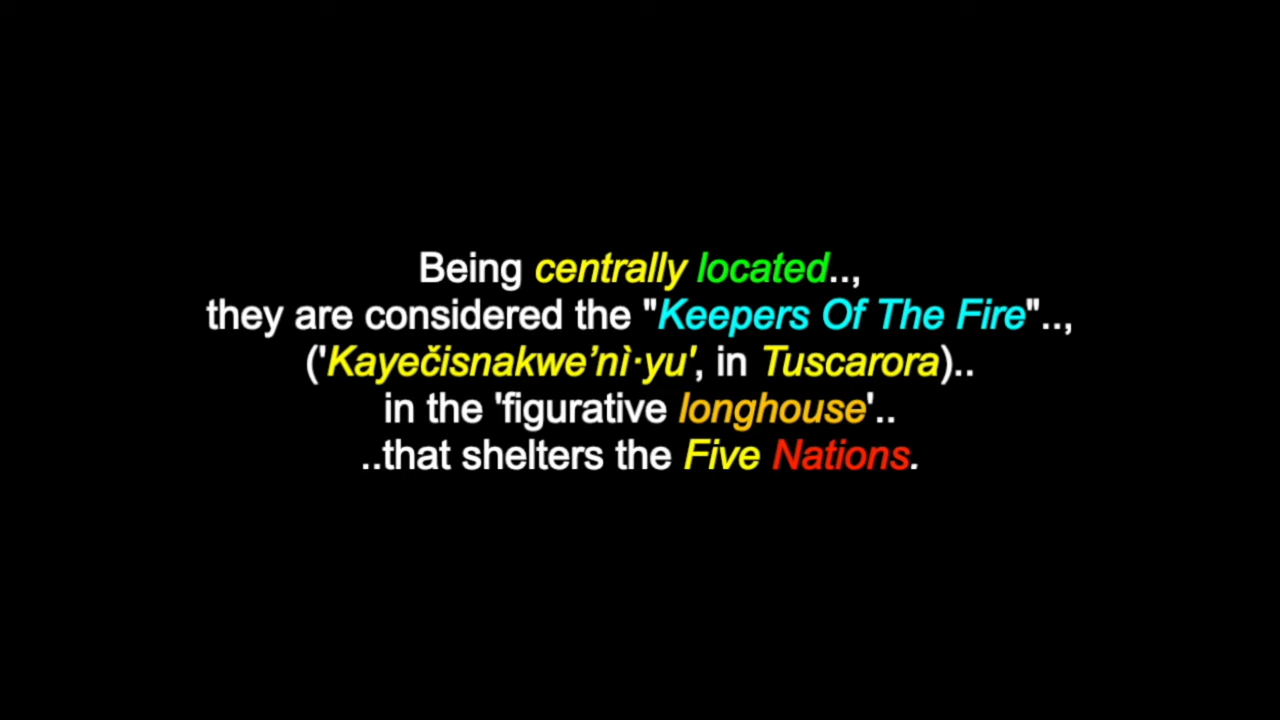 Being centrally located..,
they are considered the "Keepers Of The Fire"..,
('Kayečisnakwe’nì·yu', in Tuscarora)..
in the 'figurative longhouse'..
..that shelters the Five Nations.